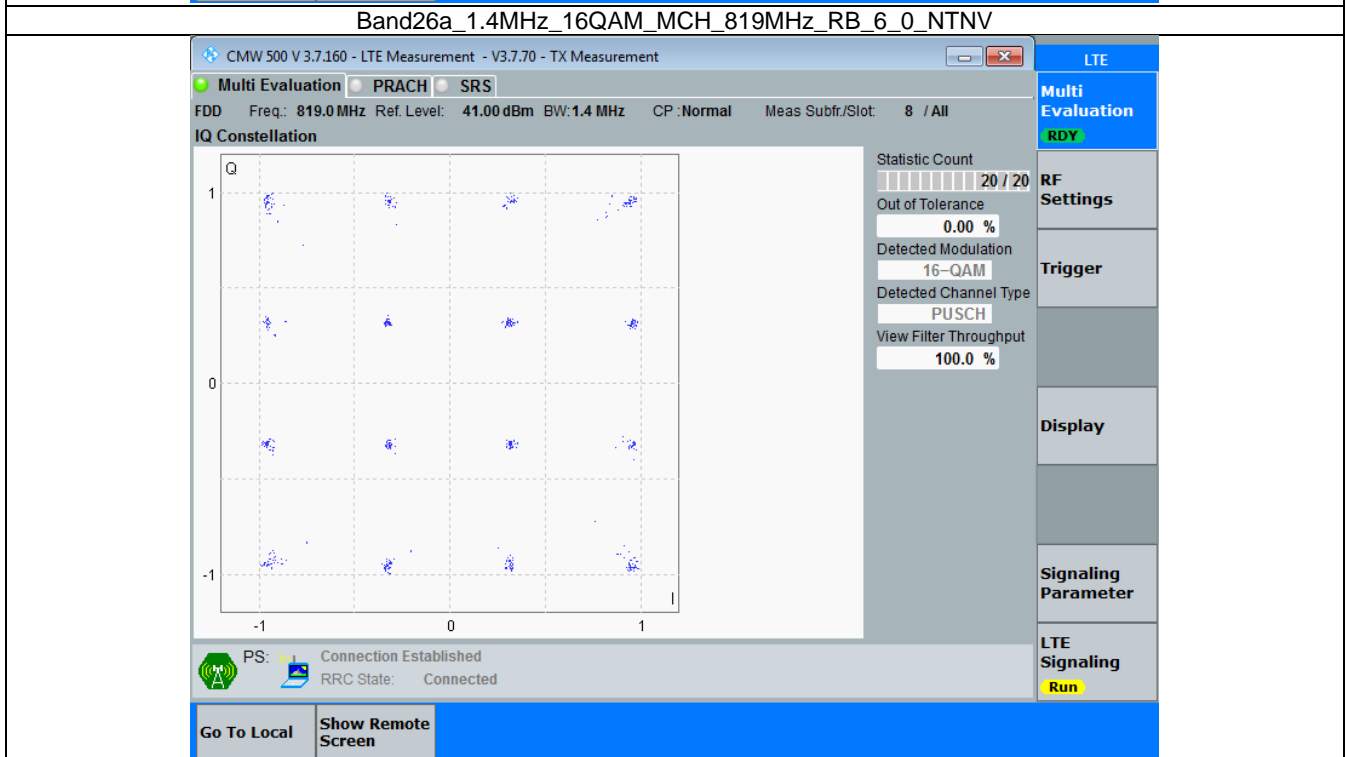 Band26a_1.4MHz_16QAM_MCH_819MHz_RB_6_0_NTNV
CMW 500 V 3.7.160 - LTE Measurement - V3.7.70 - TX Measurement
LTE
Multi Evaluation PRACH SRS
Multi
Evaluation
RDY
FDD Freq.: 819.0 MHz Ref. Level: 41.00 dBm BW: 1.4 MHz CP : Normal Meas Subfr./Slot: 8 / All
IQ Constellation
Q
1
0
-1
I
-1 0 1
Statistic Count
20 / 20
Out of Tolerance
0.00 %
Detected Modulation
16-QAM
Detected Channel Type
PUSCH
View Filter Throughput
100.0 %
RF
Settings
Trigger
Display
Signaling
Parameter
LTE
Signaling
Run
PS: Connection Established
RRC State: Connected
Go To Local
Show Remote
Screen